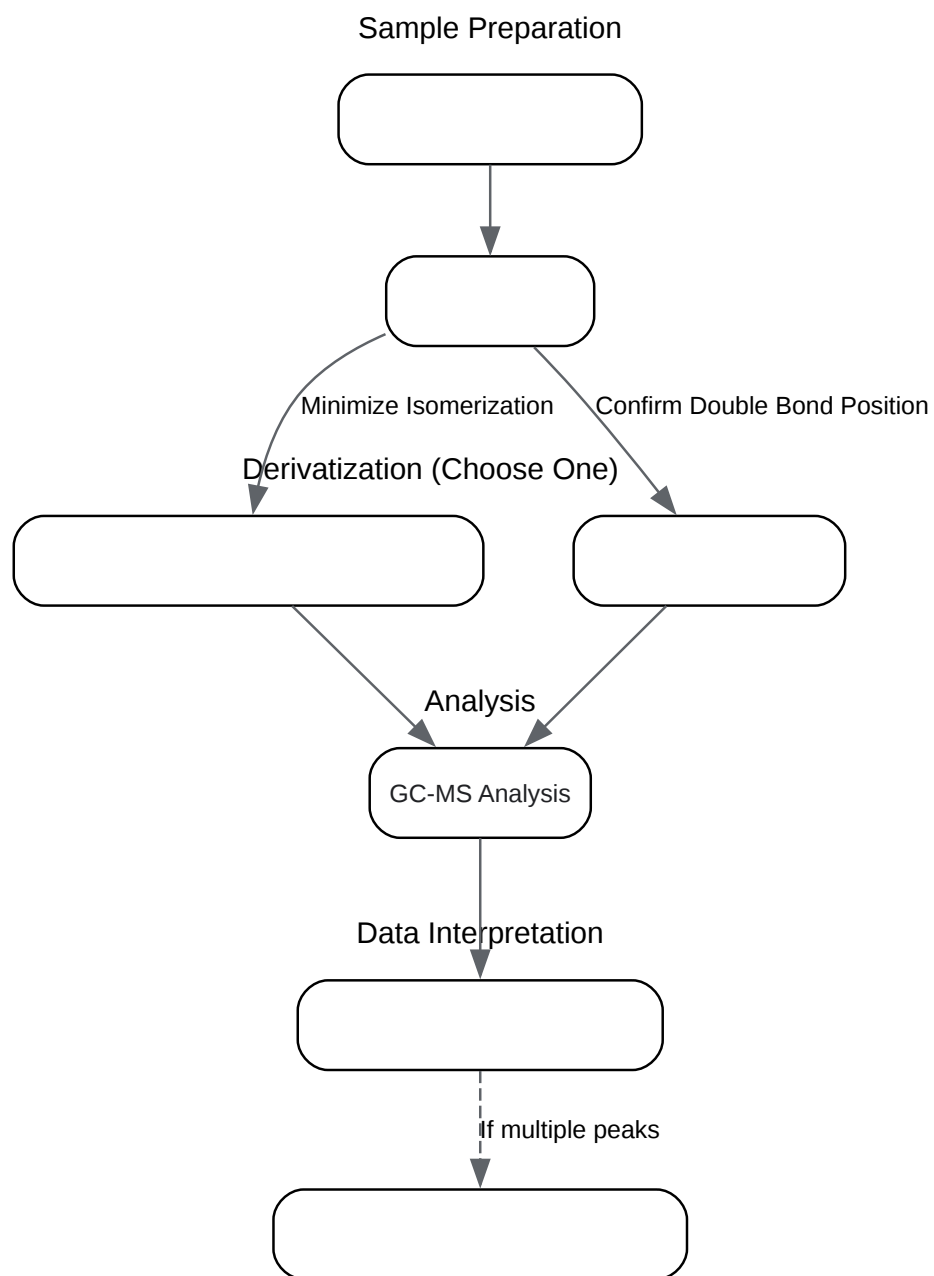 Sample Preparation
Minimize Isomerization
Confirm Double Bond Position
Derivatization (Choose One)
Analysis
GC-MS Analysis
Data Interpretation
If multiple peaks